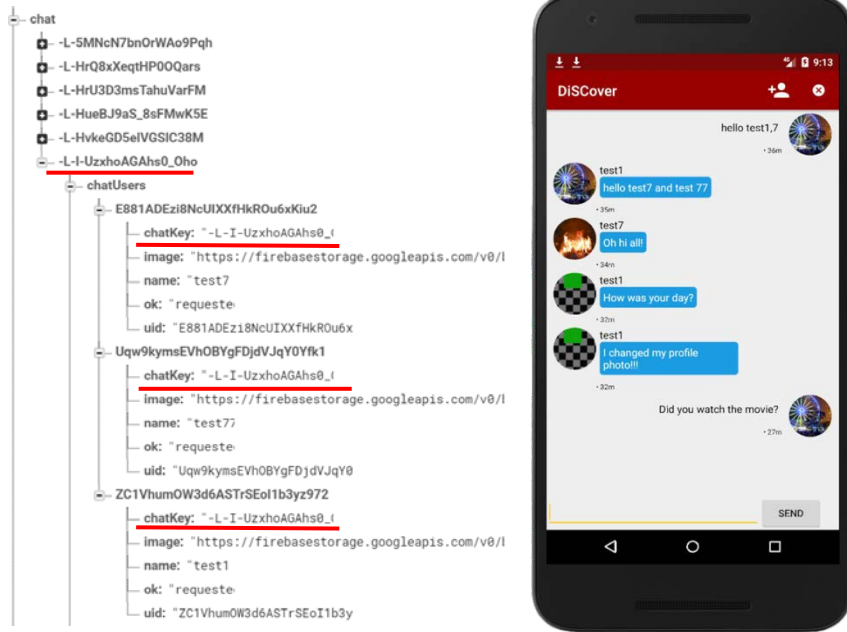 chat
-L-5MNcN7bnOrWAo9Pqh
-L-HrQ8xXeqtHP0OQars
-L-HrU3D3msTahuVarFM
-L-HueBJ9aS_8sFMwK5E
-L-HvkeGD5elVGSIC38M
-L-I-UzxhoAGAhs0_Oho
chatUsers
E881ADEzi8NcUIXXfHkROu6xKiu2
chatKey: "-L-I-UzxhoAGAhs0_(
image: "https://firebasestorage.googleapis.com/v0/l
name: "test7
ok: "requeste
uid: "E881ADEzi8NcUIXXfHkROu6x
Uqw9kymsEVhOBYgFDjdVJqY0Yfk1
chatKey: "-L-I-UzxhoAGAhs0_(
image: "https://firebasestorage.googleapis.com/v0/l
name: "test77
ok: "requeste
uid: "Uqw9kymsEVhOBYgFDjdVJqY0
ZC1VhumOW3d6ASTrSEoI1b3yz972
chatKey: "-L-I-UzxhoAGAhs0_(
image: "https://firebasestorage.googleapis.com/v0/l
name: "test1
ok: "requeste
uid: "ZC1VhumOW3d6ASTrSEoI1b3y
9:13
DiSCover
hello test1,7
• 36m
test1
hello test7 and test 77
• 35m
test7
Oh hi all!
• 34m
test1
How was your day?
• 32m
test1
I changed my profile
photo!!!
• 32m
Did you watch the movie?
• 27m
SEND